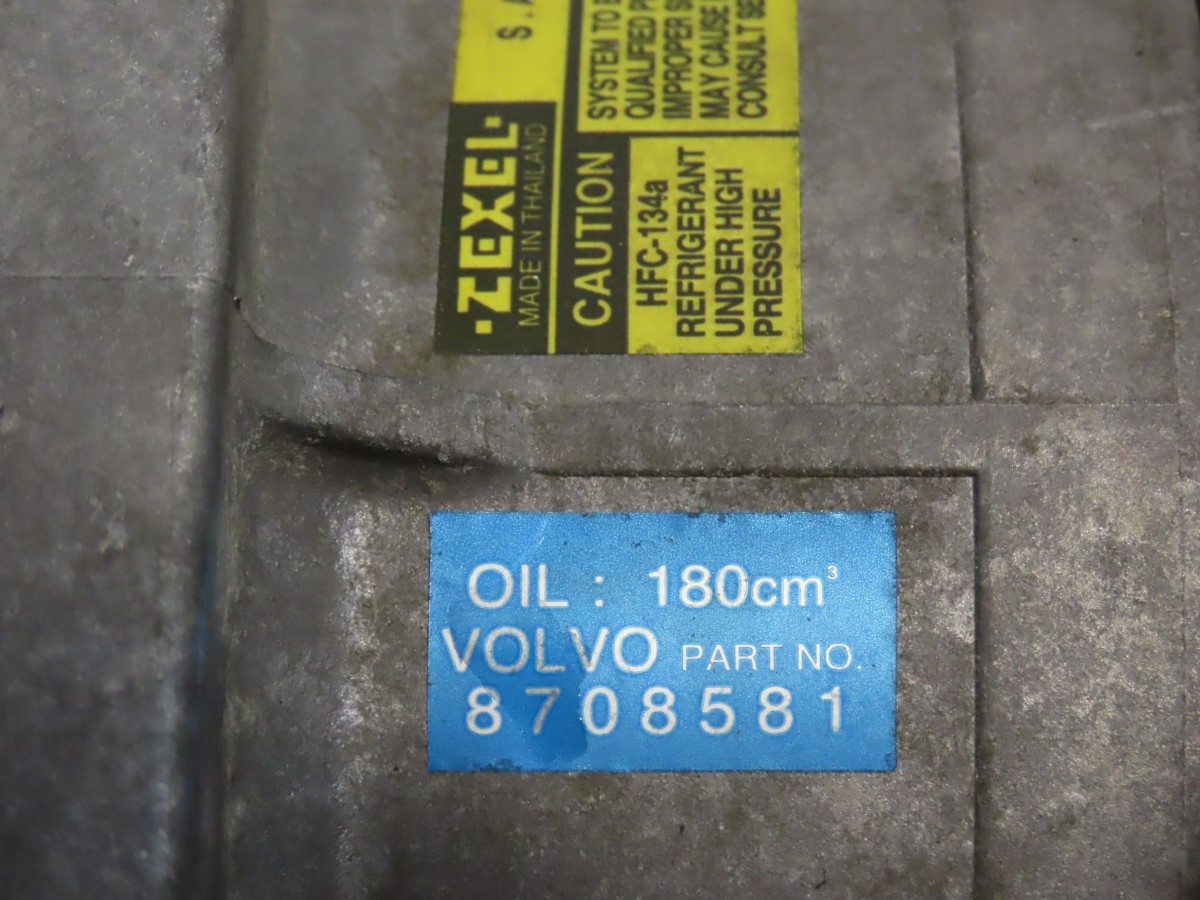 ·ZEXEL·
MADE IN THAILAND
S.A
CAUTION
HFC-134a
REFRIGERANT
UNDER HIGH
PRESSURE
SYSTEM TO
QUALIFIED
IMPROPER
MAY CAUSE
CONSULT
OIL : 180cm³
VOLVO PART NO.
8708581